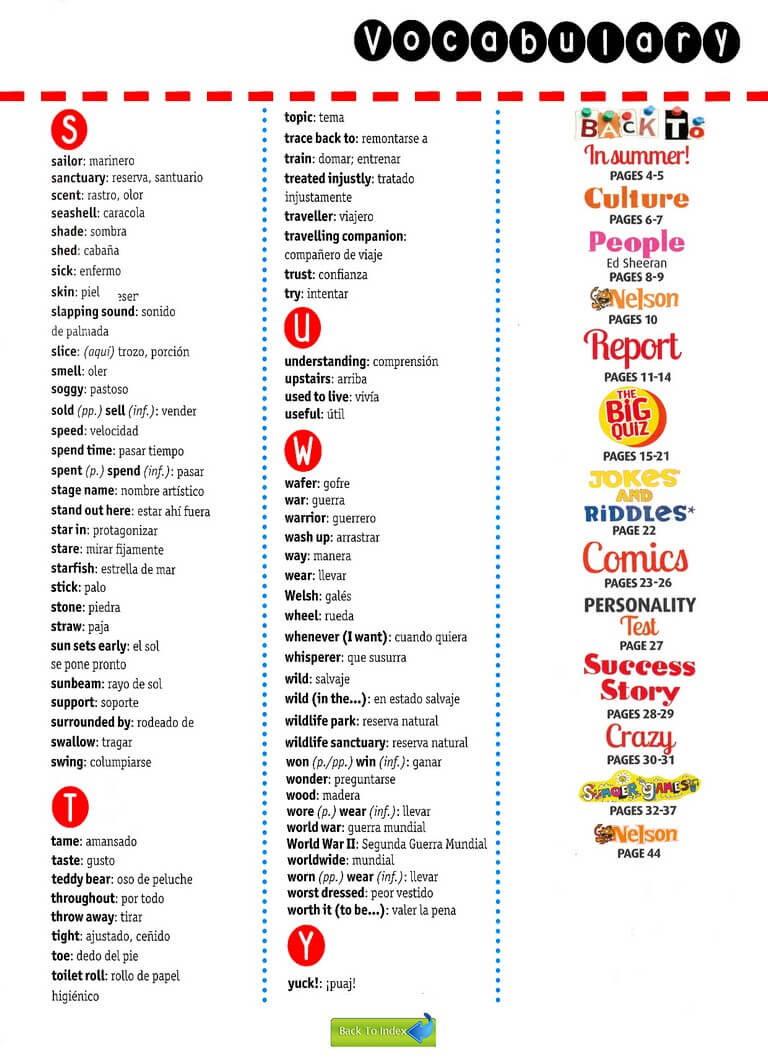 Vocabulary
S
sailor: marinero
sanctuary: reserva, santuario
scent: rastro, olor
seashell: caracola
shade: sombra
shed: cabaña
sick: enfermo
skin: piel
eser
slapping sound: sonido
de palmada
slice: (aquí) trozo, porción
smell: oler
soggy: pastoso
sold (pp.) sell (inf.): vender
speed: velocidad
spend time: pasar tiempo
spent (p.) spend (inf.): pasar
stage name: nombre artístico
stand out here: estar ahí fuera
star in: protagonizar
stare: mirar fijamente
starfish: estrella de mar
stick: palo
stone: piedra
straw: paja
sun sets early: el sol
se pone pronto
sunbeam: rayo de sol
support: soporte
surrounded by: rodeado de
swallow: tragar
swing: columpiarse
T
tame: amansado
taste: gusto
teddy bear: oso de peluche
throughout: por todo
throw away: tirar
tight: ajustado, ceñido
toe: dedo del pie
toilet roll: rollo de papel
higiénico
topic: tema
trace back to: remontarse a
train: domar; entrenar
treated injustly: tratado
injustamente
traveller: viajero
travelling companion:
compañero de viaje
trust: confianza
try: intentar
U
understanding: comprensión
upstairs: arriba
used to live: vivía
useful: útil
W
wafer: gofre
war: guerra
warrior: guerrero
wash up: arrastrar
way: manera
wear: llevar
Welsh: galés
wheel: rueda
whenever (I want): cuando quiera
whisperer: que susurra
wild: salvaje
wild (in the...): en estado salvaje
wildlife park: reserva natural
wildlife sanctuary: reserva natural
won (p./pp.) win (inf.): ganar
wonder: preguntarse
wood: madera
wore (p.) wear (inf.): llevar
world war: guerra mundial
World War II: Segunda Guerra Mundial
worldwide: mundial
worn (pp.) wear (inf.): llevar
worst dressed: peor vestido
worth it (to be...): valer la pena
Y
yuck!: ¡puaj!
BACK To
In summer!
PAGES 4-5
Culture
PAGES 6-7
People
Ed Sheeran
PAGES 8-9
Nelson
PAGES 10
Report
PAGES 11-14
THE
BiG
QUIZ
PAGES 15-21
JOKES
AND
RiDDLES*
PAGE 22
Comics
PAGES 23-26
PERSONALITY
Test
PAGE 27
Success
Story
PAGES 28-29
Crazy
PAGES 30-31
SUMMER GAMES!
PAGES 32-37
Nelson
PAGE 44
Back To Index